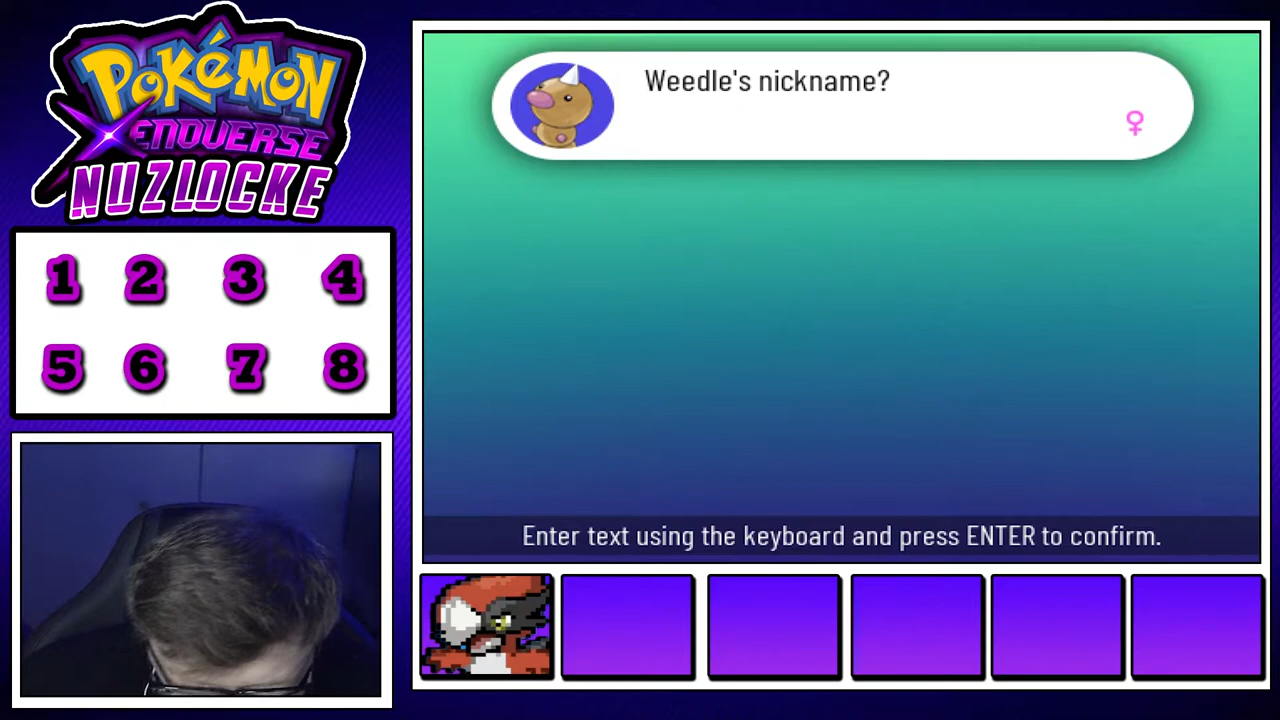 POKéMON
XENOVERSE
NUZLOCKE
Weedle's nickname?
♀
1 2 3 4
5 6 7 8
Enter text using the keyboard and press ENTER to confirm.